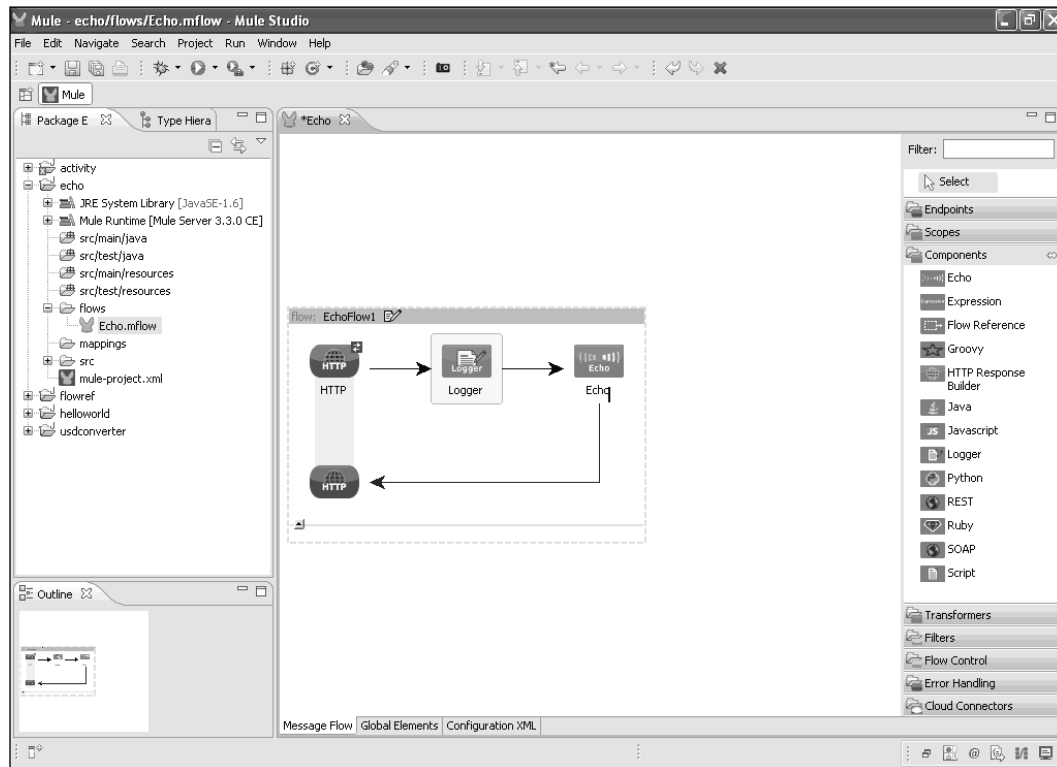 Mule - echo/flows/Echo.mflow - Mule Studio
File Edit Navigate Search Project Run Window Help
Mule
Package E
Type Hiera
activity
echo
JRE System Library [JavaSE-1.6]
Mule Runtime [Mule Server 3.3.0 CE]
src/main/java
src/test/java
src/main/resources
src/test/resources
flows
Echo.mflow
mappings
src
mule-project.xml
flowref
helloworld
usdconverter
Outline
*Echo
flow: EchoFlow1
HTTP
HTTP
Logger
Logger
Echo
Echo
HTTP
Message Flow
Global Elements
Configuration XML
Filter:
Select
Endpoints
Scopes
Components
Echo
Expression
Flow Reference
Groovy
HTTP Response
Builder
Java
JS Javascript
Logger
Python
REST
Ruby
SOAP
Script
Transformers
Filters
Flow Control
Error Handling
Cloud Connectors
@